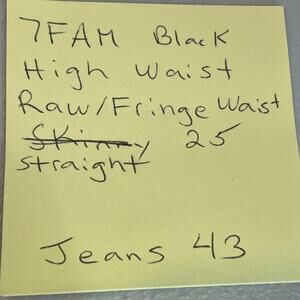 7FAM Black
High Waist
Raw/Fringe Waist
Skinny 25
straight
Jeans 43